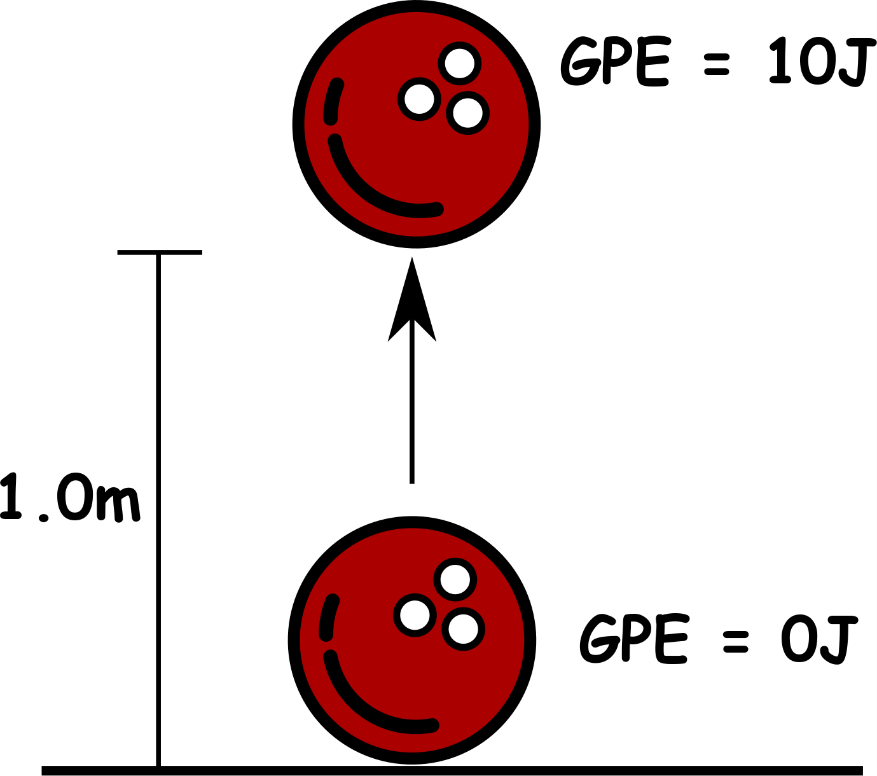 GPE = 10J
1.0m
GPE = 0J